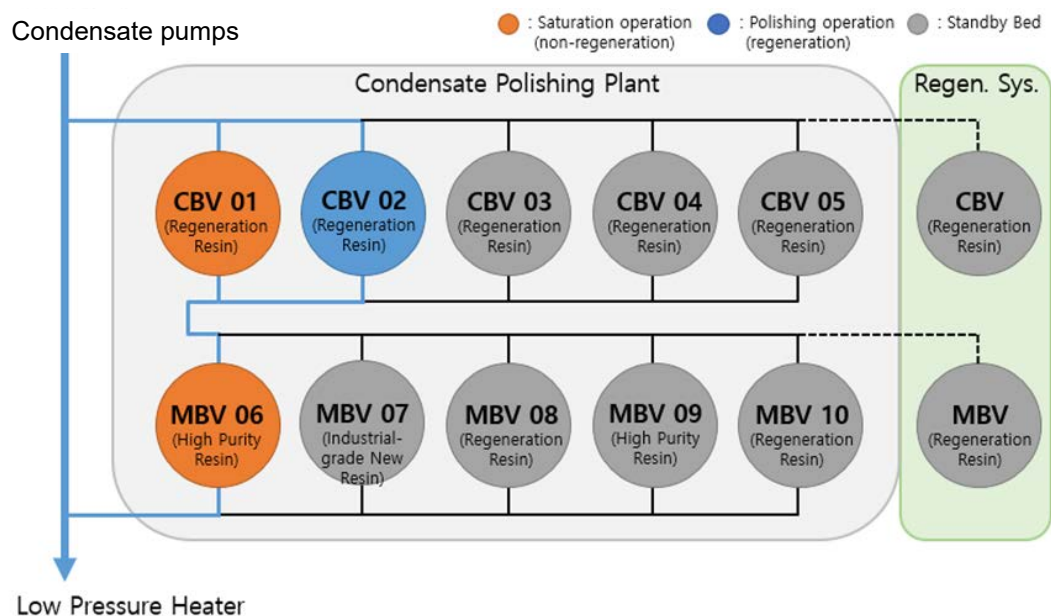 Condensate pumps
: Saturation operation
(non-regeneration)
: Polishing operation
(regeneration)
: Standby Bed
Condensate Polishing Plant
Regen. Sys.
CBV 01
(Regeneration
Resin)
CBV 02
(Regeneration
Resin)
CBV 03
(Regeneration
Resin)
CBV 04
(Regeneration
Resin)
CBV 05
(Regeneration
Resin)
CBV
(Regeneration
Resin)
MBV 06
(High Purity
Resin)
MBV 07
(Industrial-
grade New
Resin)
MBV 08
(Regeneration
Resin)
MBV 09
(High Purity
Resin)
MBV 10
(Regeneration
Resin)
MBV
(Regeneration
Resin)
Low Pressure Heater